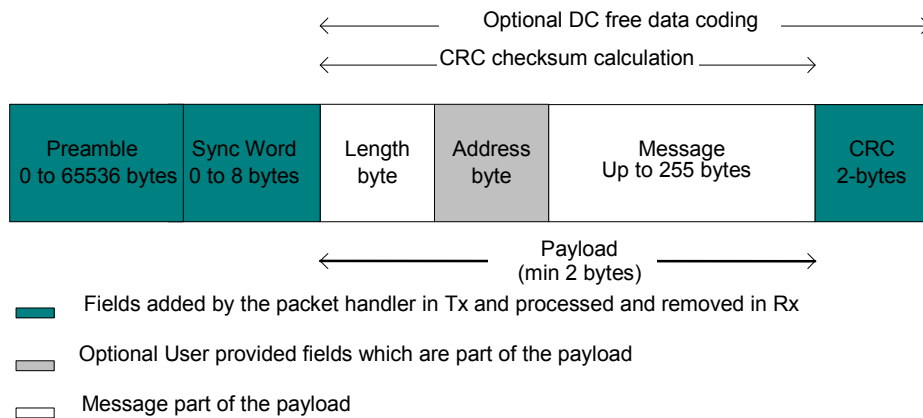 Optional DC free data coding
CRC checksum calculation
Preamble
0 to 65536 bytes
Sync Word
0 to 8 bytes
Length
byte
Address
byte
Message
Up to 255 bytes
CRC
2-bytes
Payload
(min 2 bytes)
Fields added by the packet handler in Tx and processed and removed in Rx
Optional User provided fields which are part of the payload
Message part of the payload